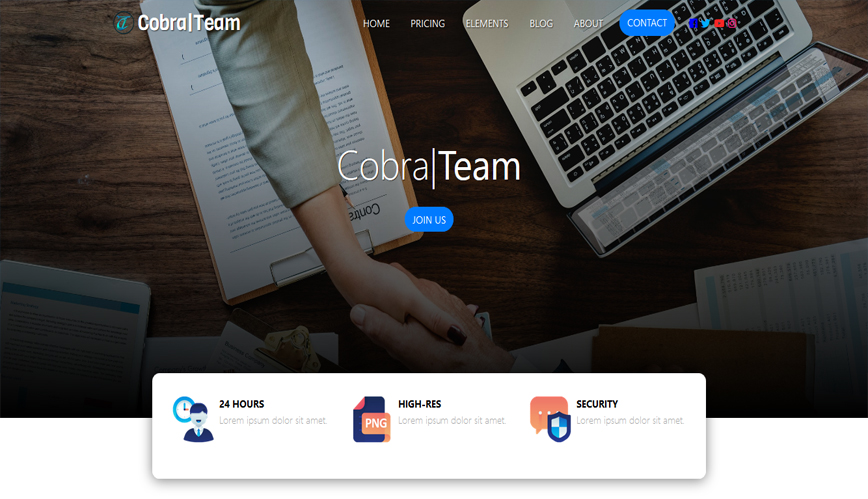 Cobra|Team
HOME PRICING ELEMENTS BLOG ABOUT CONTACT
Contra
Cobra|Team
JOIN US
24 HOURS
Lorem ipsum dolor sit amet.
HIGH-RES
PNG
Lorem ipsum dolor sit amet.
SECURITY
Lorem ipsum dolor sit amet.